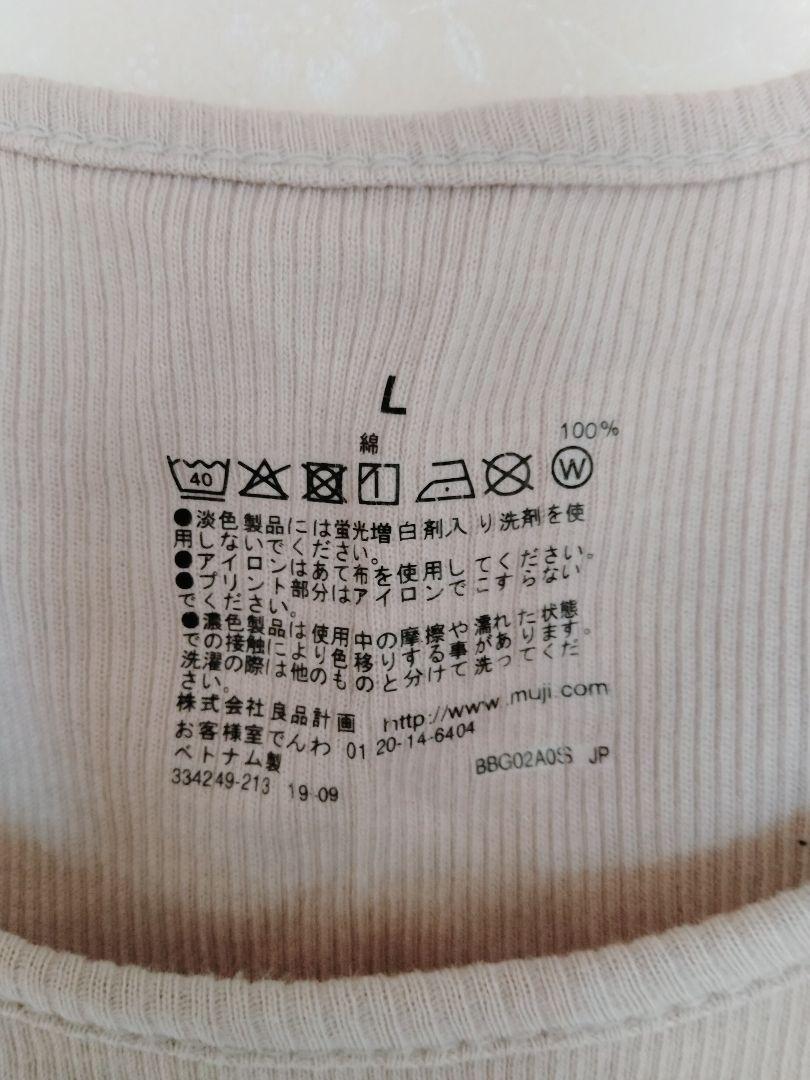 L
綿 100%
40 W
●淡色製品には蛍光増白剤入り洗剤を使
用しないでください。
●アイロンはあて布を使用してください。
●プリント部分はアイロンでこすらない
でください。
●濃色製品は使用中の摩擦や濡れた状態
での接触により色移りする事があります。
洗濯の際は他のものと分けて洗ってくだ
さい。
株式会社良品計画 http://www.muji.com
お客様室でんわ 0120-14-6404
ベトナム製 BBG02A0S JP
334249-213 19-09